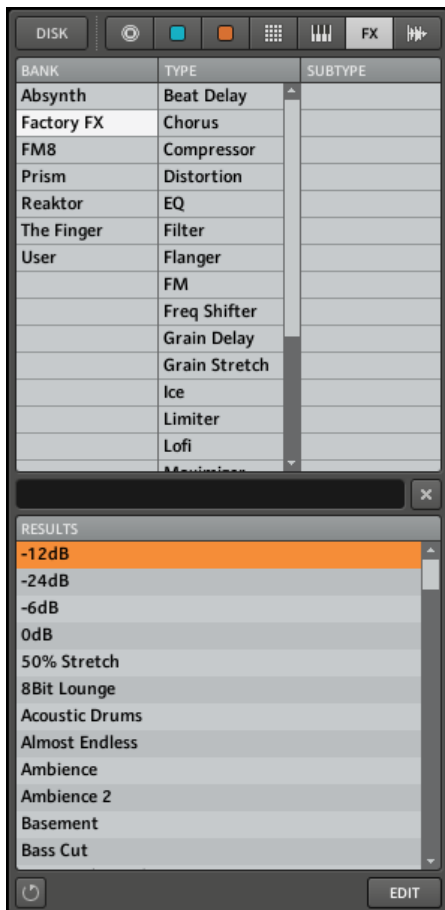 DISK FX
BANK TYPE SUBTYPE
Absynth Beat Delay
Factory FX Chorus
FM8 Compressor
Prism Distortion
Reaktor EQ
The Finger Filter
User Flanger
FM
Freq Shifter
Grain Delay
Grain Stretch
Ice
Limiter
Lofi
RESULTS
-12dB
-24dB
-6dB
0dB
50% Stretch
8Bit Lounge
Acoustic Drums
Almost Endless
Ambience
Ambience 2
Basement
Bass Cut
EDIT